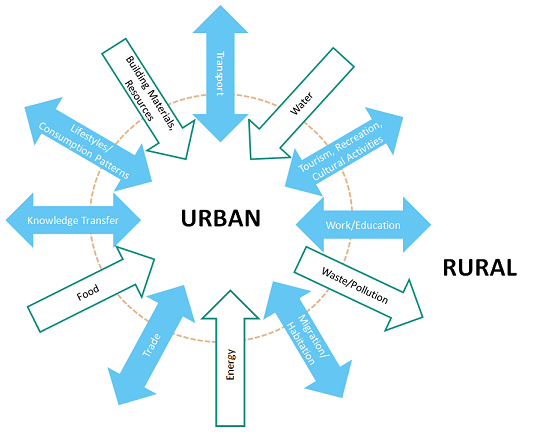 Transport
Building Materials,
Resources
Water
Lifestyles/
Consumption Patterns
Tourism, Recreation,
Cultural Activities
Knowledge Transfer
URBAN
Work/Education
RURAL
Food
Waste/Pollution
Trade
Energy
Migration/
Habitation